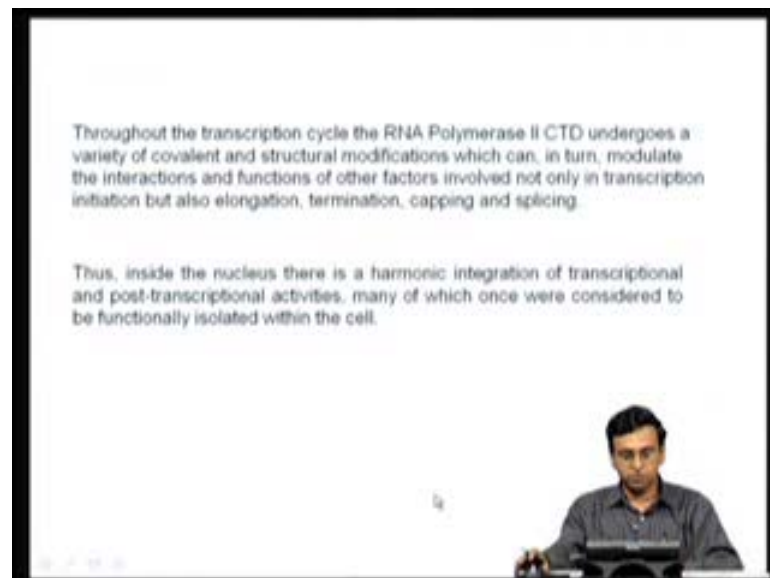 Throughout the transcription cycle the RNA Polymerase II CTD undergoes a
variety of covalent and structural modifications which can, in turn, modulate
the interactions and functions of other factors involved not only in transcription
initiation but also elongation, termination, capping and splicing.
Thus, inside the nucleus there is a harmonic integration of transcriptional
and post-transcriptional activities, many of which once were considered to
be functionally isolated within the cell.